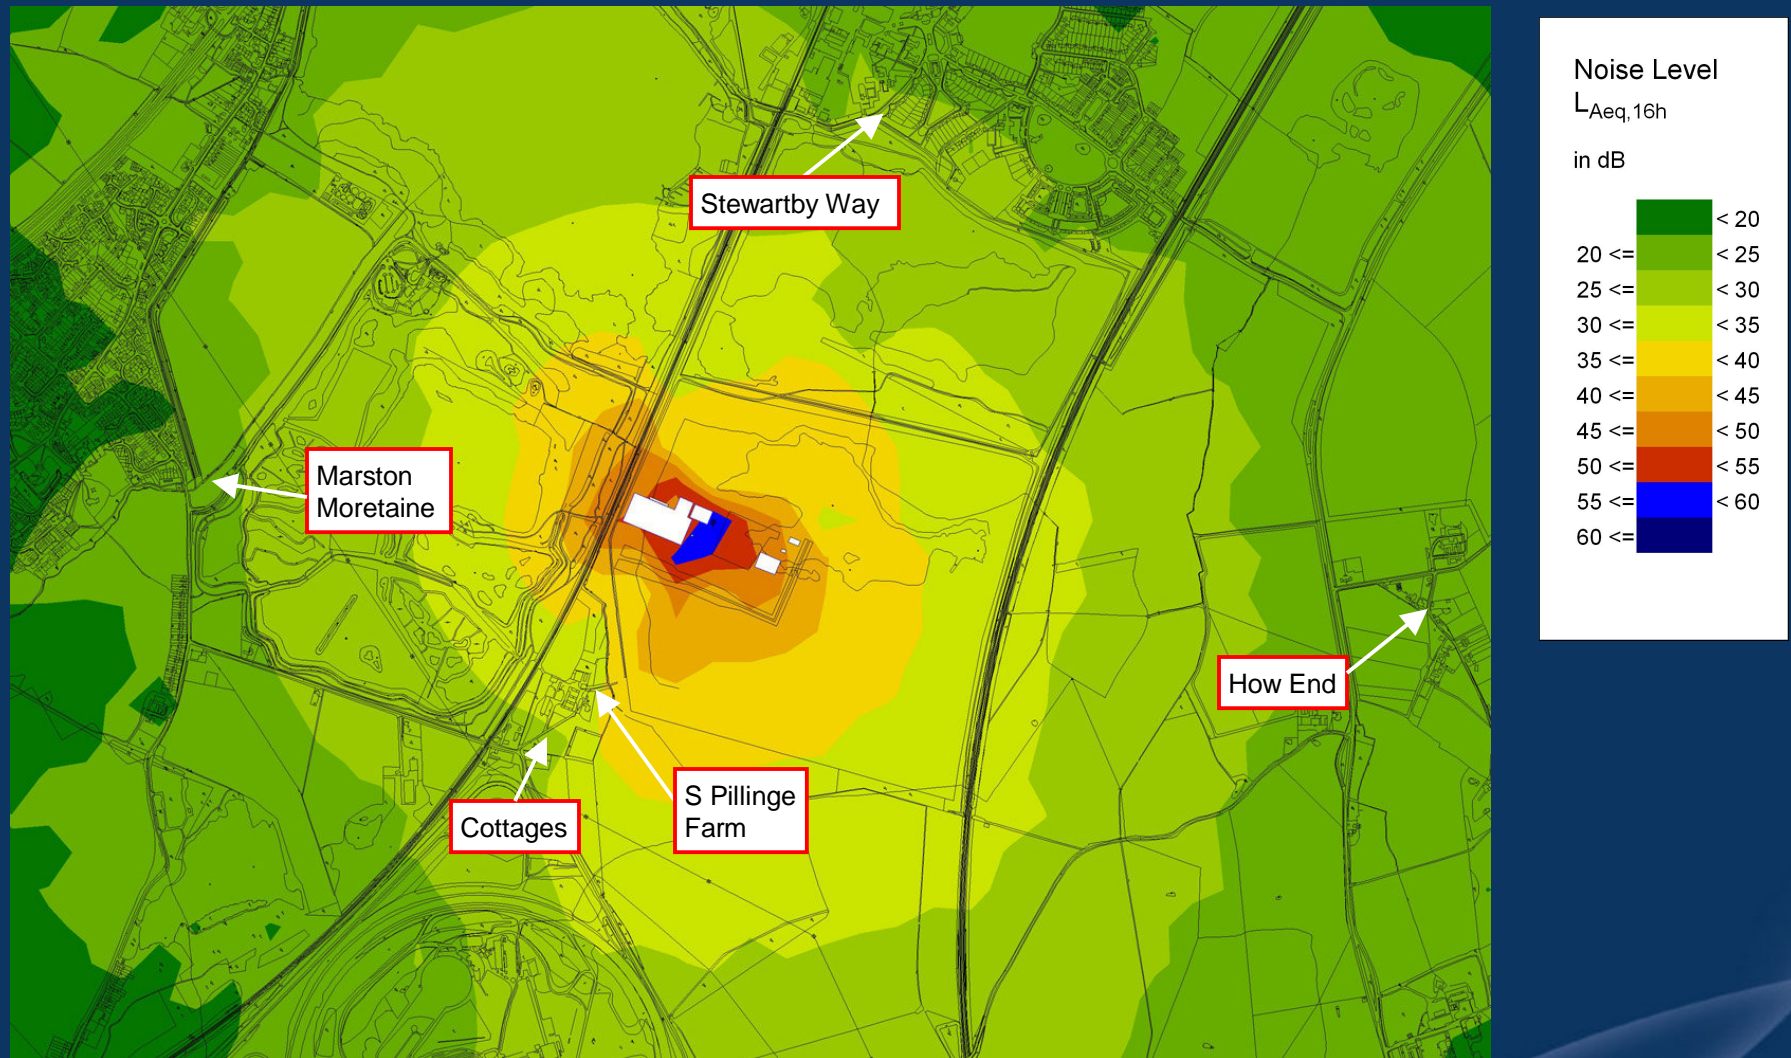 Stewartby Way
Marston
Moretaine
How End
S Pillinge
Farm
Cottages
Noise Level
LAeq,16h
in dB
< 20
20 <= < 25
25 <= < 30
30 <= < 35
35 <= < 40
40 <= < 45
45 <= < 50
50 <= < 55
55 <= < 60
60 <=